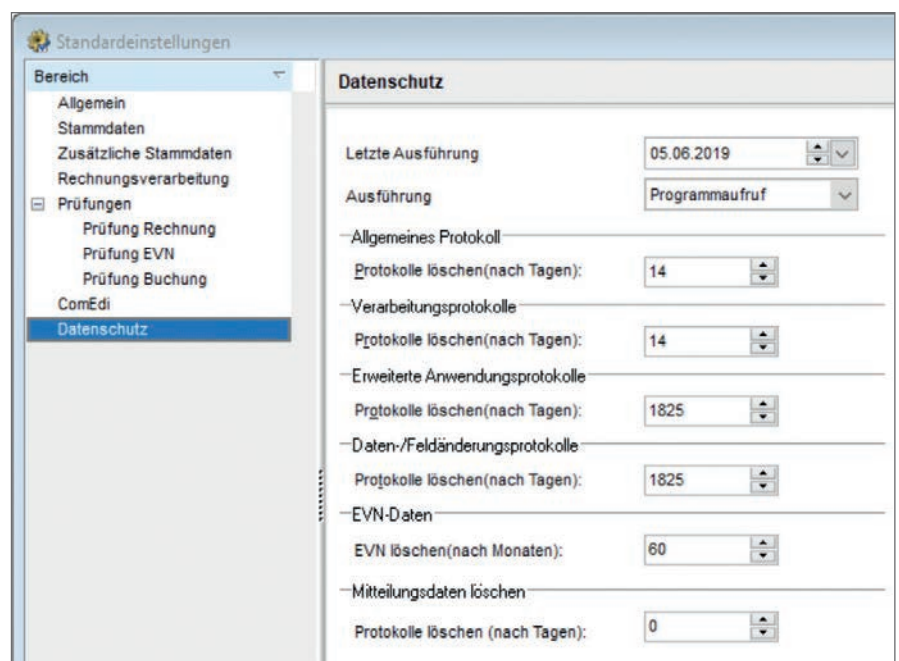 Standardeinstellungen
Bereich
Allgemein
Stammdaten
Zusätzliche Stammdaten
Rechnungsverarbeitung
Prüfungen
Prüfung Rechnung
Prüfung EVN
Prüfung Buchung
ComEdi
Datenschutz
Datenschutz
Letzte Ausführung 05.06.2019
Ausführung Programmaufruf
Allgemeines Protokoll
Protokolle löschen(nach Tagen): 14
Verarbeitungsprotokolle
Protokolle löschen(nach Tagen): 14
Erweiterte Anwendungsprotokolle
Protokolle löschen(nach Tagen): 1825
Daten-/Feldänderungsprotokolle
Protokolle löschen(nach Tagen): 1825
EVN-Daten
EVN löschen(nach Monaten): 60
Mitteilungsdaten löschen
Protokolle löschen (nach Tagen): 0